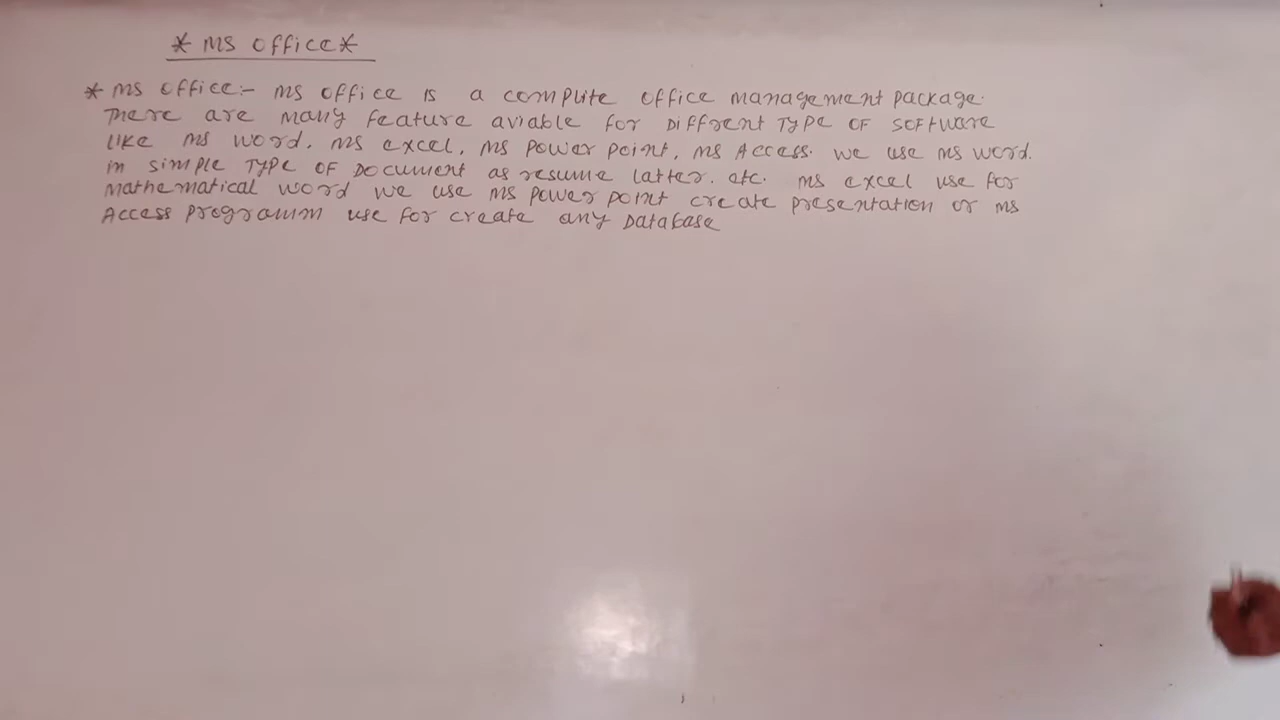 * MS Office *
* MS Office:- MS Office is a complite office management package.
There are many feature aviable for Diffrent Type of software
like MS word, MS excel, MS Power Point, MS Access. we use MS word.
in simple Type of Document as resume latter. etc. MS excel use for
mathematical word we use MS Power Point create presentation or MS
Access Programm use for create any Database